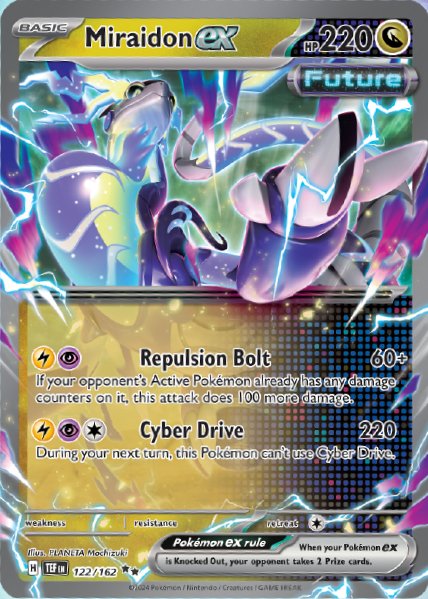 BASIC Miraidon ex HP 220
Future
Repulsion Bolt 60+
If your opponent's Active Pokémon already has any damage
counters on it, this attack does 100 more damage.
Cyber Drive 220
During your next turn, this Pokémon can't use Cyber Drive.
weakness resistance retreat
Illus. PLANETA Mochizuki
H TEF EN 122/162
Pokémon ex rule
When your Pokémon ex
is Knocked Out, your opponent takes 2 Prize cards.
©2024 Pokémon / Nintendo / Creatures / GAME FREAK